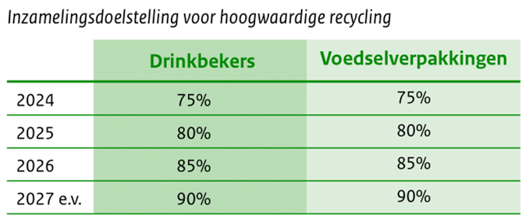 Inzamelingsdoelstelling voor hoogwaardige recycling
Drinkbekers Voedselverpakkingen
2024 75% 75%
2025 80% 80%
2026 85% 85%
2027 e.v. 90% 90%